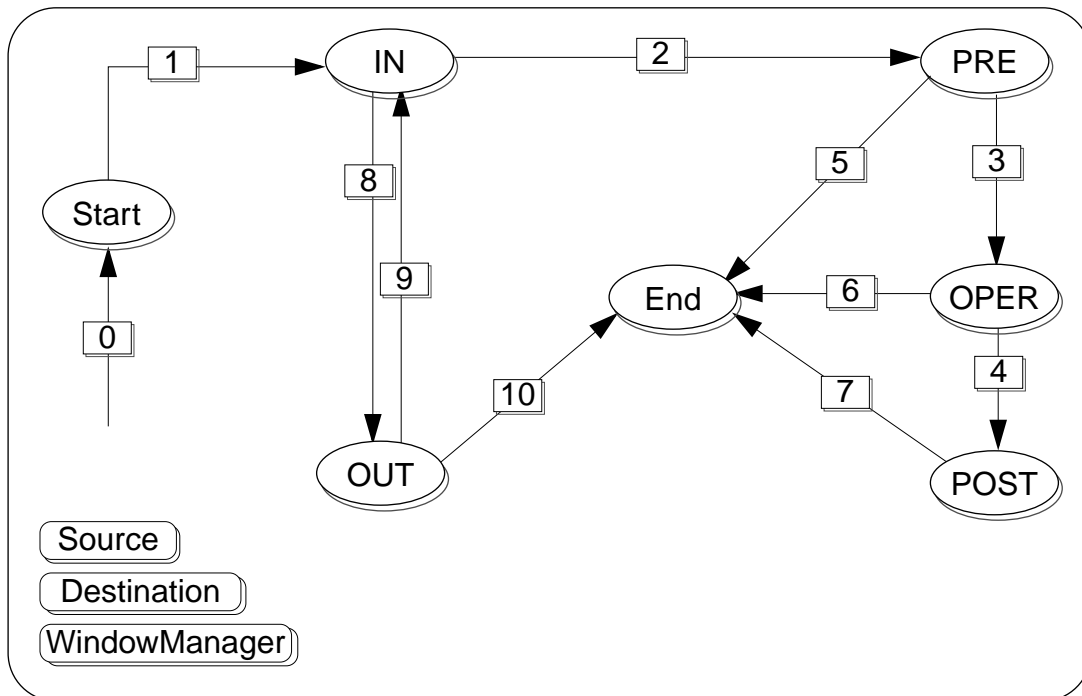 1
IN
2
PRE
5
3
8
Start
9
End
6
OPER
0
10
7
4
OUT
POST
Source
Destination
WindowManager